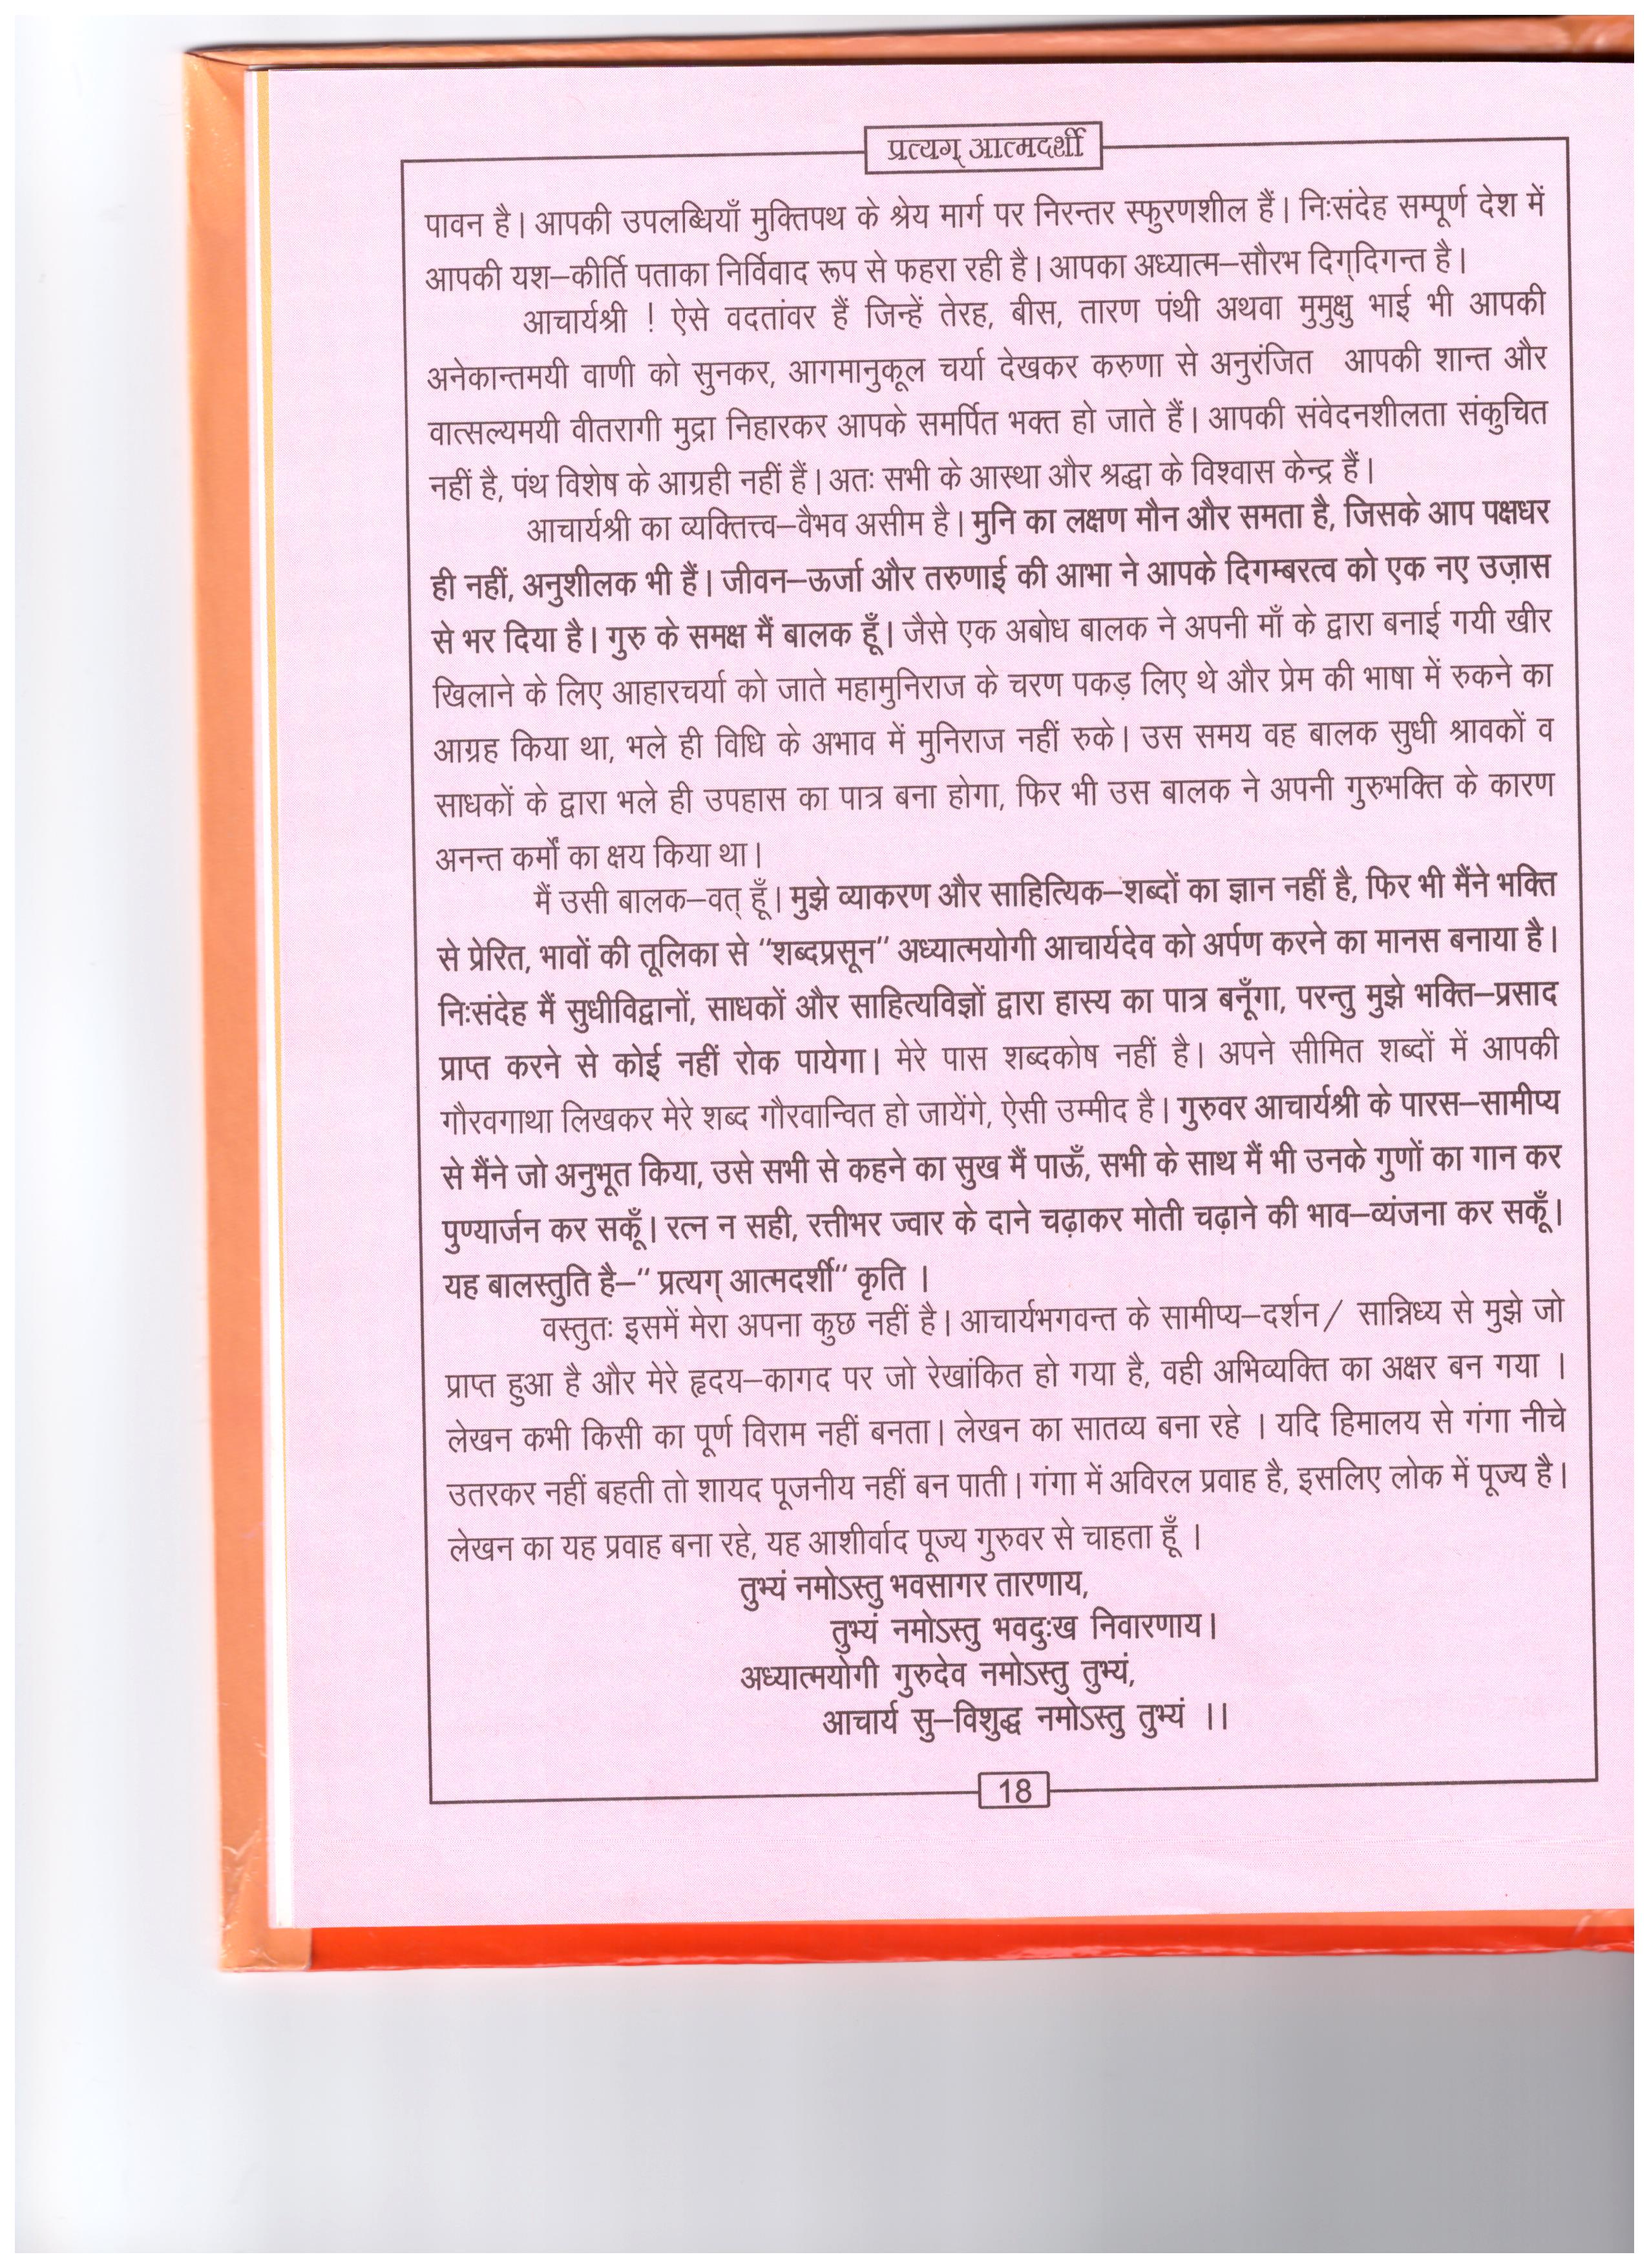 प्रत्यग् आत्मदर्शी
पावन है। आपकी उपलब्धियाँ मुक्तिपथ के श्रेय मार्ग पर निरन्तर स्फुरणशील हैं। निःसंदेह सम्पूर्ण देश में
आपकी यश–कीर्ति पताका निर्विवाद रूप से फहरा रही है। आपका अध्यात्म–सौरभ दिग्दिगन्त है।
आचार्यश्री ! ऐसे वदतांवर हैं जिन्हें तेरह, बीस, तारण पंथी अथवा मुमुक्षु भाई भी आपकी
अनेकान्तमयी वाणी को सुनकर, आगमानुकूल चर्या देखकर करुणा से अनुरंजित आपकी शान्त और
वात्सल्यमयी वीतरागी मुद्रा निहारकर आपके समर्पित भक्त हो जाते हैं। आपकी संवेदनशीलता संकुचित
नहीं है, पंथ विशेष के आग्रही नहीं हैं। अतः सभी के आस्था और श्रद्धा के विश्वास केन्द्र हैं।
आचार्यश्री का व्यक्तित्त्व–वैभव असीम है। मुनि का लक्षण मौन और समता है, जिसके आप पक्षधर
ही नहीं, अनुशीलक भी हैं। जीवन–ऊर्जा और तरुणाई की आभा ने आपके दिगम्बरत्व को एक नए उज़ास
से भर दिया है। गुरु के समक्ष मैं बालक हूँ। जैसे एक अबोध बालक ने अपनी माँ के द्वारा बनाई गयी खीर
खिलाने के लिए आहारचर्या को जाते महामुनिराज के चरण पकड़ लिए थे और प्रेम की भाषा में रुकने का
आग्रह किया था, भले ही विधि के अभाव में मुनिराज नहीं रुके। उस समय वह बालक सुधी श्रावकों व
साधकों के द्वारा भले ही उपहास का पात्र बना होगा, फिर भी उस बालक ने अपनी गुरुभक्ति के कारण
अनन्त कर्मों का क्षय किया था।
मैं उसी बालक–वत् हूँ। मुझे व्याकरण और साहित्यिक–शब्दों का ज्ञान नहीं है, फिर भी मैंने भक्ति
से प्रेरित, भावों की तूलिका से “शब्दप्रसून” अध्यात्मयोगी आचार्यदेव को अर्पण करने का मानस बनाया है।
निःसंदेह मैं सुधीविद्वानों, साधकों और साहित्यविज्ञों द्वारा हास्य का पात्र बनूँगा, परन्तु मुझे भक्ति–प्रसाद
प्राप्त करने से कोई नहीं रोक पायेगा। मेरे पास शब्दकोष नहीं है। अपने सीमित शब्दों में आपकी
गौरवगाथा लिखकर मेरे शब्द गौरवान्वित हो जायेंगे, ऐसी उम्मीद है। गुरुवर आचार्यश्री के पारस–सामीप्य
से मैंने जो अनुभूत किया, उसे सभी से कहने का सुख मैं पाऊँ, सभी के साथ मैं भी उनके गुणों का गान कर
पुण्यार्जन कर सकूँ। रत्न न सही, रत्तीभर ज्वार के दाने चढ़ाकर मोती चढ़ाने की भाव–व्यंजना कर सकूँ।
यह बालस्तुति है–“ प्रत्यग् आत्मदर्शी” कृति ।
वस्तुतः इसमें मेरा अपना कुछ नहीं है। आचार्यभगवन्त के सामीप्य–दर्शन/ सान्निध्य से मुझे जो
प्राप्त हुआ है और मेरे हृदय–कागद पर जो रेखांकित हो गया है, वही अभिव्यक्ति का अक्षर बन गया ।
लेखन कभी किसी का पूर्ण विराम नहीं बनता। लेखन का सातव्य बना रहे । यदि हिमालय से गंगा नीचे
उतरकर नहीं बहती तो शायद पूजनीय नहीं बन पाती। गंगा में अविरल प्रवाह है, इसलिए लोक में पूज्य है।
लेखन का यह प्रवाह बना रहे, यह आशीर्वाद पूज्य गुरुवर से चाहता हूँ ।
तुभ्यं नमोऽस्तु भवसागर तारणाय,
तुभ्यं नमोऽस्तु भवदुःख निवारणाय।
अध्यात्मयोगी गुरुदेव नमोऽस्तु तुभ्यं,
आचार्य सु–विशुद्ध नमोऽस्तु तुभ्यं ।।
18